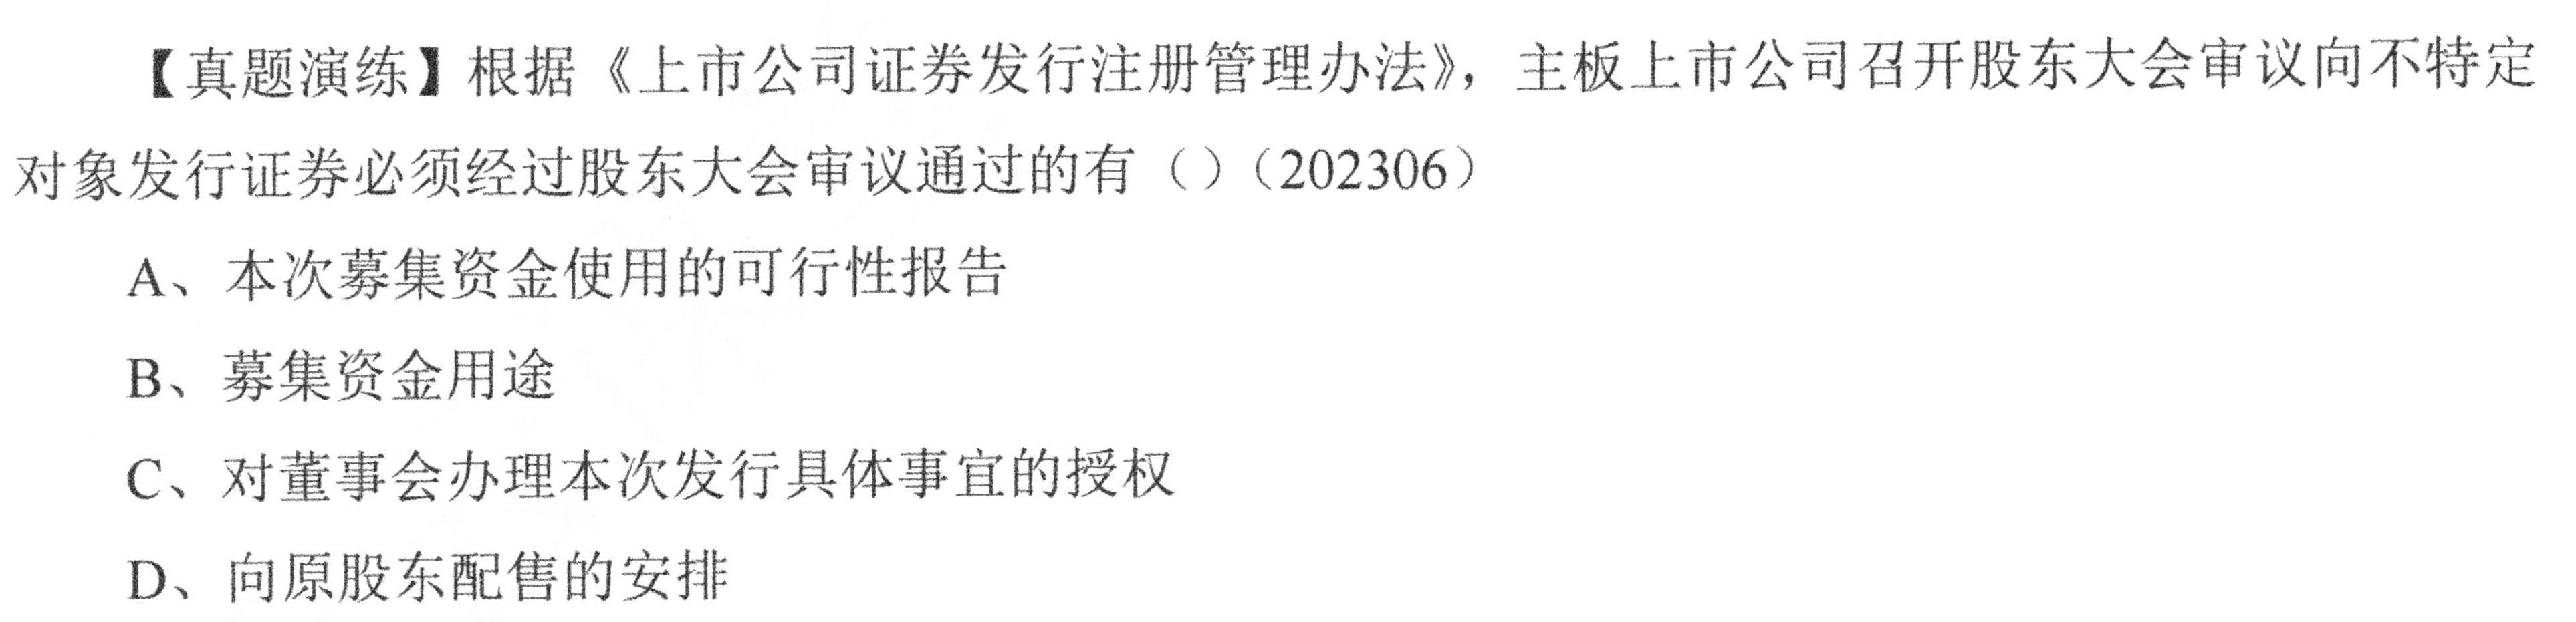 【真题演练】根据《上市公司证券发行注册管理办法》，主板上市公司召开股东大会审议向不特定
对象发行证券必须经过股东大会审议通过的有（）（202306）
A、本次募集资金使用的可行性报告
B、募集资金用途
C、对董事会办理本次发行具体事宜的授权
D、向原股东配售的安排